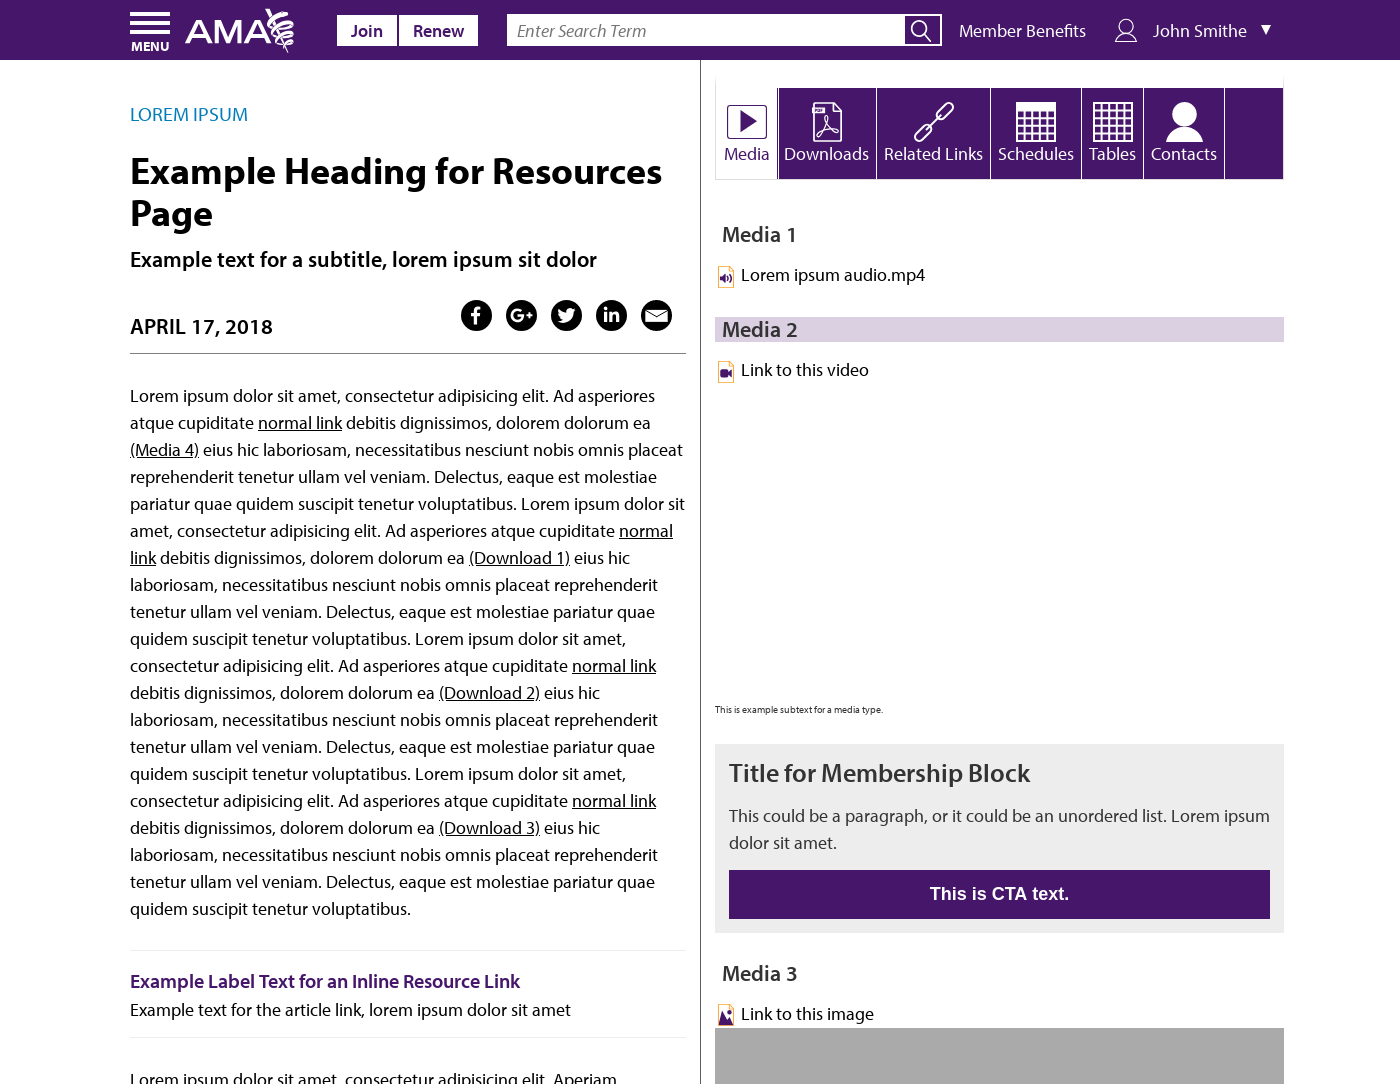 MENU
AMA
Join
Renew
Enter Search Term
Member Benefits
John Smithe ▼
LOREM IPSUM
Example Heading for Resources
Page
Example text for a subtitle, lorem ipsum sit dolor
APRIL 17, 2018
Lorem ipsum dolor sit amet, consectetur adipisicing elit. Ad asperiores
atque cupiditate normal link debitis dignissimos, dolorem dolorum ea
(Media 4) eius hic laboriosam, necessitatibus nesciunt nobis omnis placeat
reprehenderit tenetur ullam vel veniam. Delectus, eaque est molestiae
pariatur quae quidem suscipit tenetur voluptatibus. Lorem ipsum dolor sit
amet, consectetur adipisicing elit. Ad asperiores atque cupiditate normal
link debitis dignissimos, dolorem dolorum ea (Download 1) eius hic
laboriosam, necessitatibus nesciunt nobis omnis placeat reprehenderit
tenetur ullam vel veniam. Delectus, eaque est molestiae pariatur quae
quidem suscipit tenetur voluptatibus. Lorem ipsum dolor sit amet,
consectetur adipisicing elit. Ad asperiores atque cupiditate normal link
debitis dignissimos, dolorem dolorum ea (Download 2) eius hic
laboriosam, necessitatibus nesciunt nobis omnis placeat reprehenderit
tenetur ullam vel veniam. Delectus, eaque est molestiae pariatur quae
quidem suscipit tenetur voluptatibus. Lorem ipsum dolor sit amet,
consectetur adipisicing elit. Ad asperiores atque cupiditate normal link
debitis dignissimos, dolorem dolorum ea (Download 3) eius hic
laboriosam, necessitatibus nesciunt nobis omnis placeat reprehenderit
tenetur ullam vel veniam. Delectus, eaque est molestiae pariatur quae
quidem suscipit tenetur voluptatibus.
Example Label Text for an Inline Resource Link
Example text for the article link, lorem ipsum dolor sit amet
Lorem ipsum dolor sit amet, consectetur adipisicing elit. Aperiam
Media
PDF
Downloads
Related Links
Schedules
Tables
Contacts
Media 1
Lorem ipsum audio.mp4
Media 2
Link to this video
This is example subtext for a media type.
Title for Membership Block
This could be a paragraph, or it could be an unordered list. Lorem ipsum
dolor sit amet.
This is CTA text.
Media 3
Link to this image